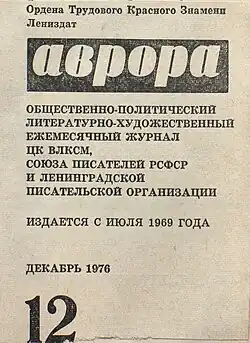 Ордена Трудового Красного Знамени
Лениздат
аврора
ОБЩЕСТВЕННО-ПОЛИТИЧЕСКИЙ
ЛИТЕРАТУРНО-ХУДОЖЕСТВЕННЫЙ
ЕЖЕМЕСЯЧНЫЙ ЖУРНАЛ
ЦК ВЛКСМ,
СОЮЗА ПИСАТЕЛЕЙ РСФСР
И ЛЕНИНГРАДСКОЙ
ПИСАТЕЛЬСКОЙ ОРГАНИЗАЦИИ
ИЗДАЕТСЯ С ИЮЛЯ 1969 ГОДА
ДЕКАБРЬ 1976
12